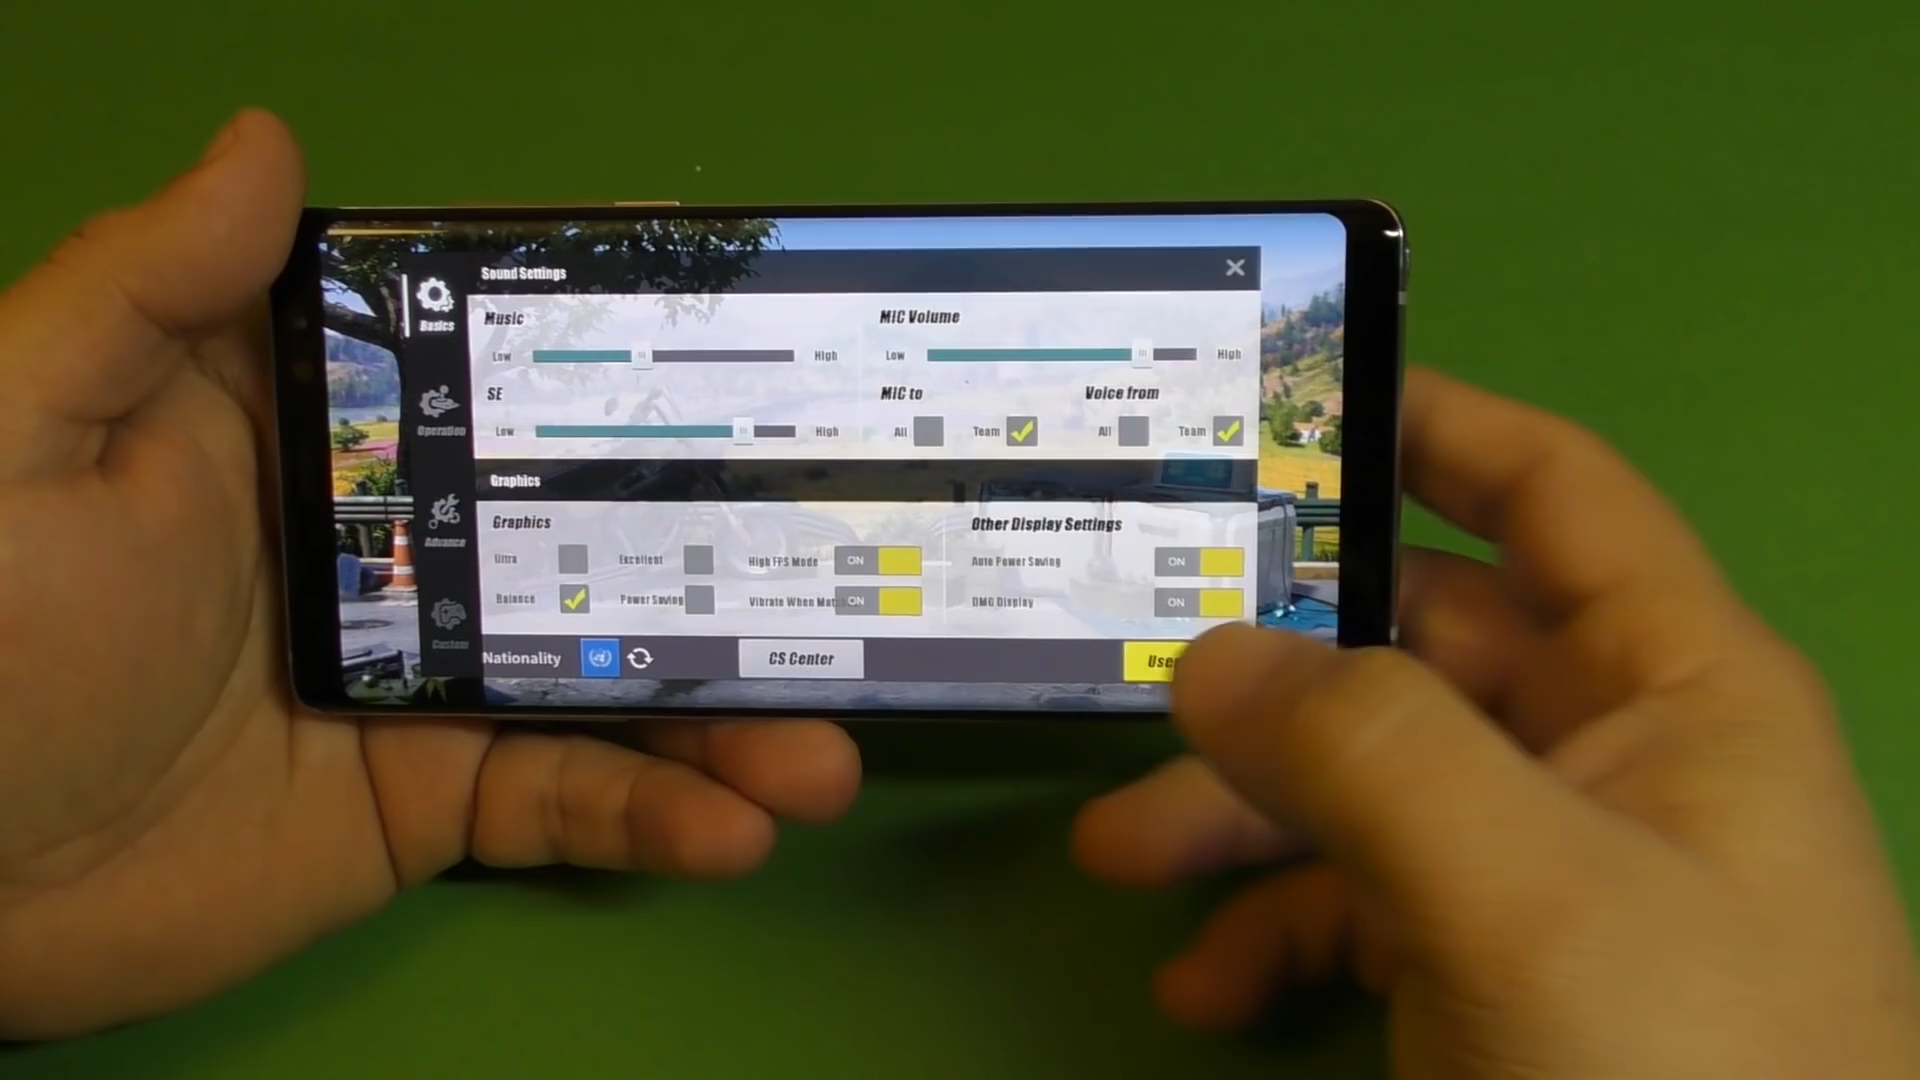 Sound Settings
Basics
Music
MIC Volume
Low High
Low High
SE
MIC to
Voice from
Operation
Low High
All Team
All Team
Graphics
Graphics
Other Display Settings
Advance
Ultra Excellent High FPS Mode ON
Auto Power Saving ON
Balance Power Saving Vibrate When ON
DMG Display ON
Custom
Nationality
CS Center